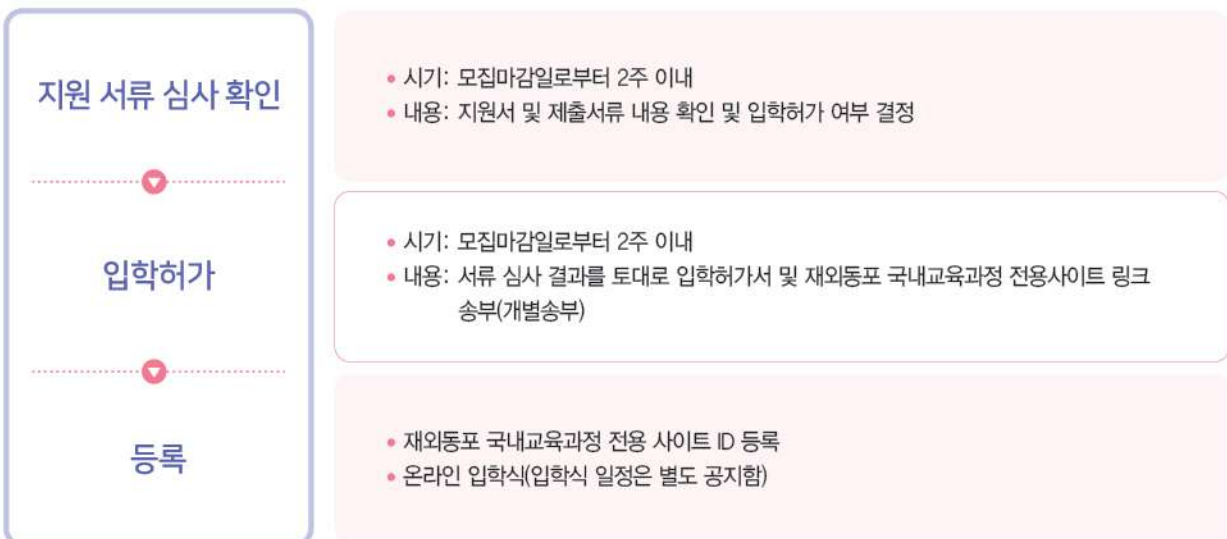 지원 서류 심사 확인
• 시기: 모집마감일로부터 2주 이내
• 내용: 지원서 및 제출서류 내용 확인 및 입학허가 여부 결정
입학허가
• 시기: 모집마감일로부터 2주 이내
• 내용: 서류 심사 결과를 토대로 입학허가서 및 재외동포 국내교육과정 전용사이트 링크
송부(개별송부)
등록
• 재외동포 국내교육과정 전용 사이트 ID 등록
• 온라인 입학식(입학식 일정은 별도 공지함)